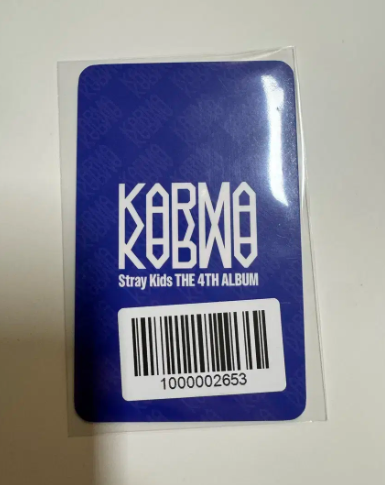 KARMA
KARMA
Stray Kids THE 4TH ALBUM
1000002653